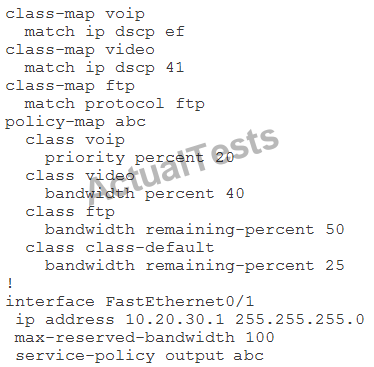 class-map voip
match ip dscp ef
class-map video
match ip dscp 41
class-map ftp
match protocol ftp
policy-map abc
class voip
priority percent 20
class video
bandwidth percent 40
class ftp
bandwidth remaining-percent 50
class class-default
bandwidth remaining-percent 25
!
interface FastEthernet0/1
ip address 10.20.30.1 255.255.255.0
max-reserved-bandwidth 100
service-policy output abc
ActualTests